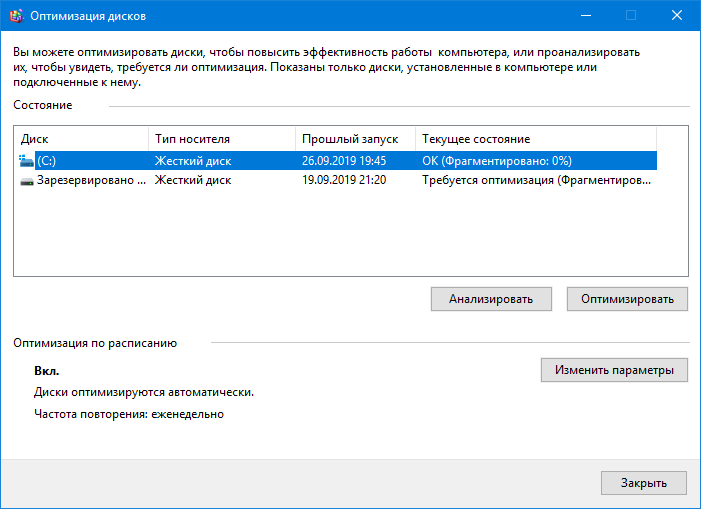 Оптимизация дисков
Вы можете оптимизировать диски, чтобы повысить эффективность работы  компьютера, или проанализировать
их, чтобы увидеть, требуется ли оптимизация. Показаны только диски, установленные в компьютере или
подключенные к нему.
Состояние
Диск Тип носителя Прошлый запуск Текущее состояние
(C:) Жесткий диск 26.09.2019 19:45 ОК (Фрагментировано: 0%)
Зарезервировано ... Жесткий диск 19.09.2019 21:20 Требуется оптимизация (Фрагментиров...
Анализировать Оптимизировать
Оптимизация по расписанию
Вкл. Изменить параметры
Диски оптимизируются автоматически.
Частота повторения: еженедельно
Закрыть